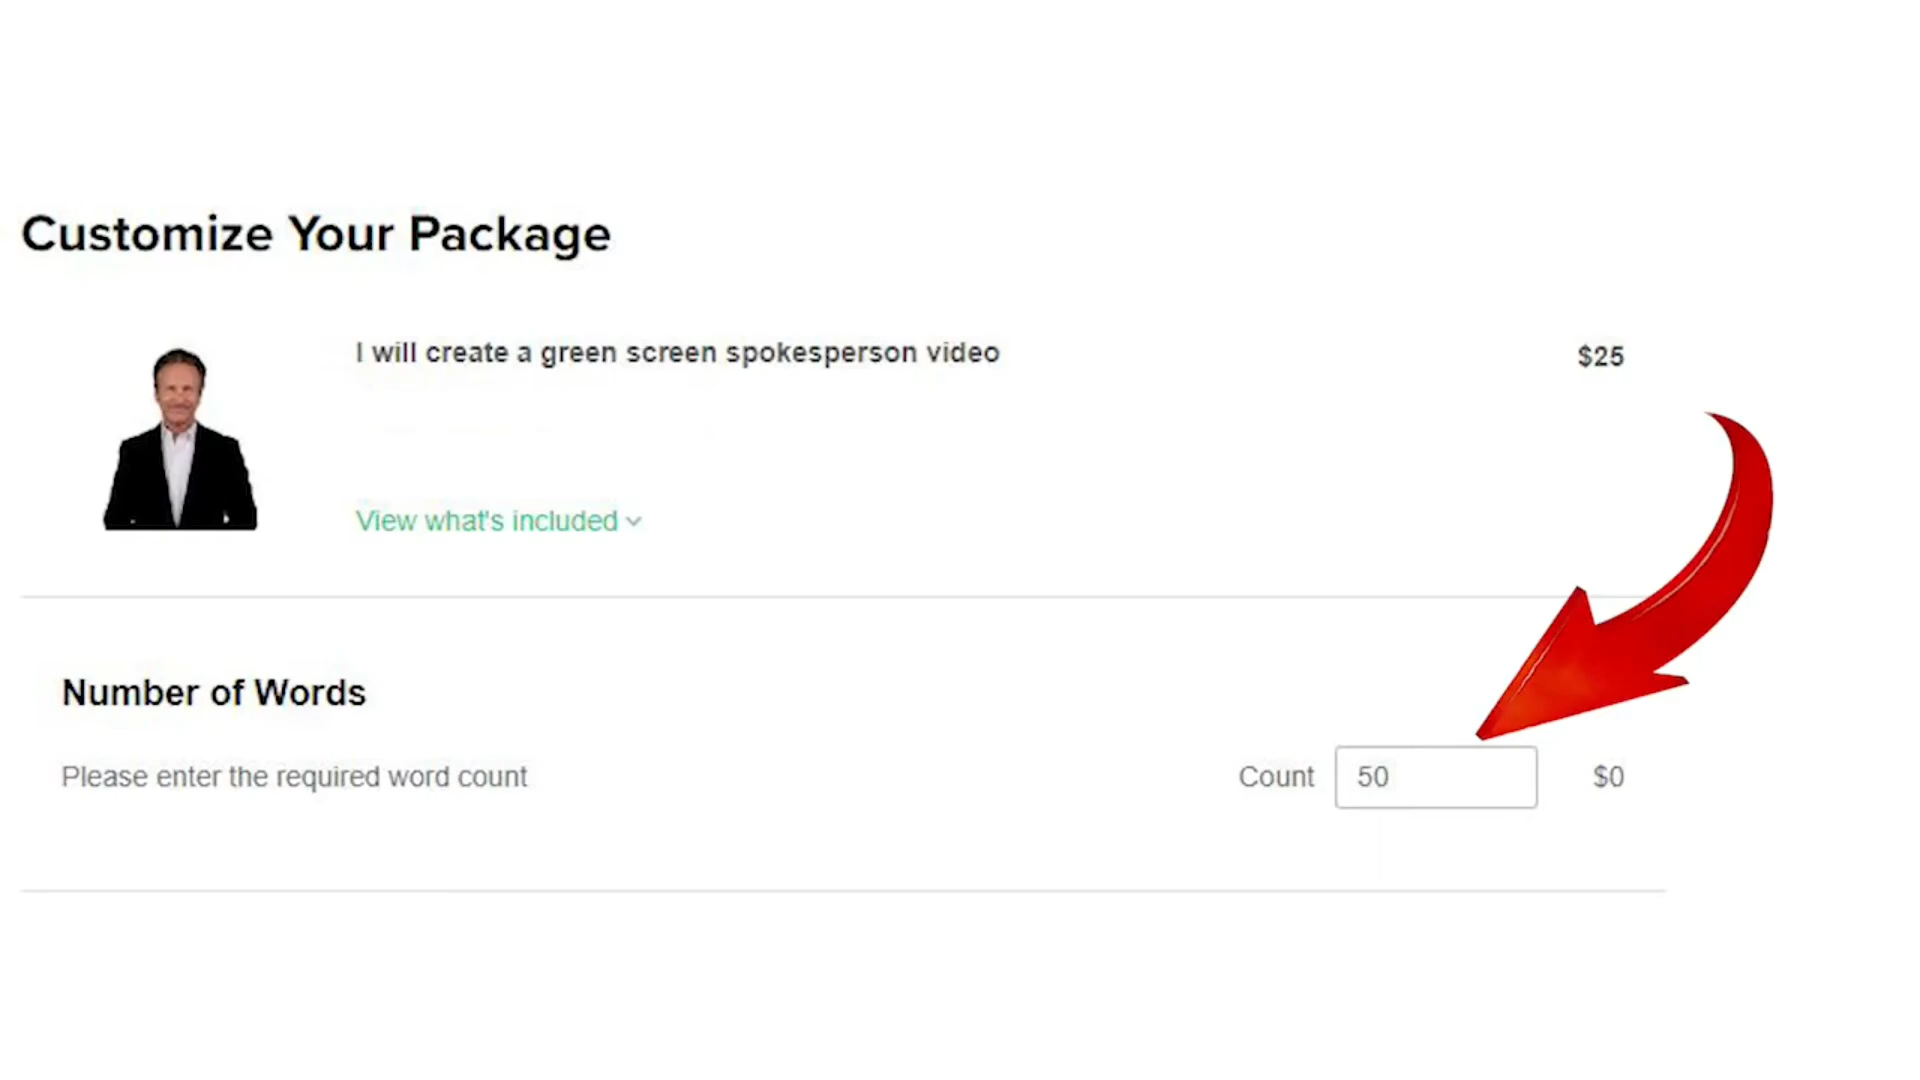 Customize Your Package
I will create a green screen spokesperson video
$25
View what's included
Number of Words
Please enter the required word count
Count
50
$0